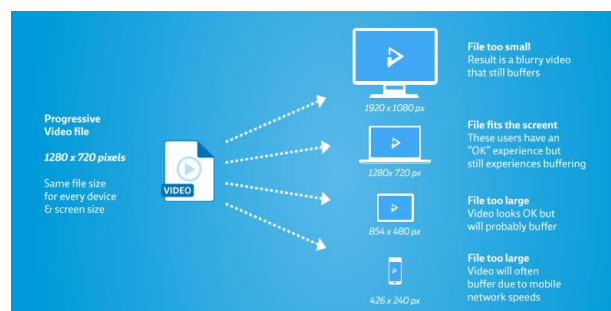 Progressive
Video file
1280 x 720 pixels
Same file size
for every device
& screen size
VIDEO
1920 x 1080 px
File too small
Result is a blurry video
that still buffers
1280x 720 px
File fits the screent
These users have an
"OK" experience but
still experiences buffering
854 x 480 px
File too large
Video looks OK but
will probably buffer
426 x 240 px
File too large
Video will often
buffer due to mobile
network speeds